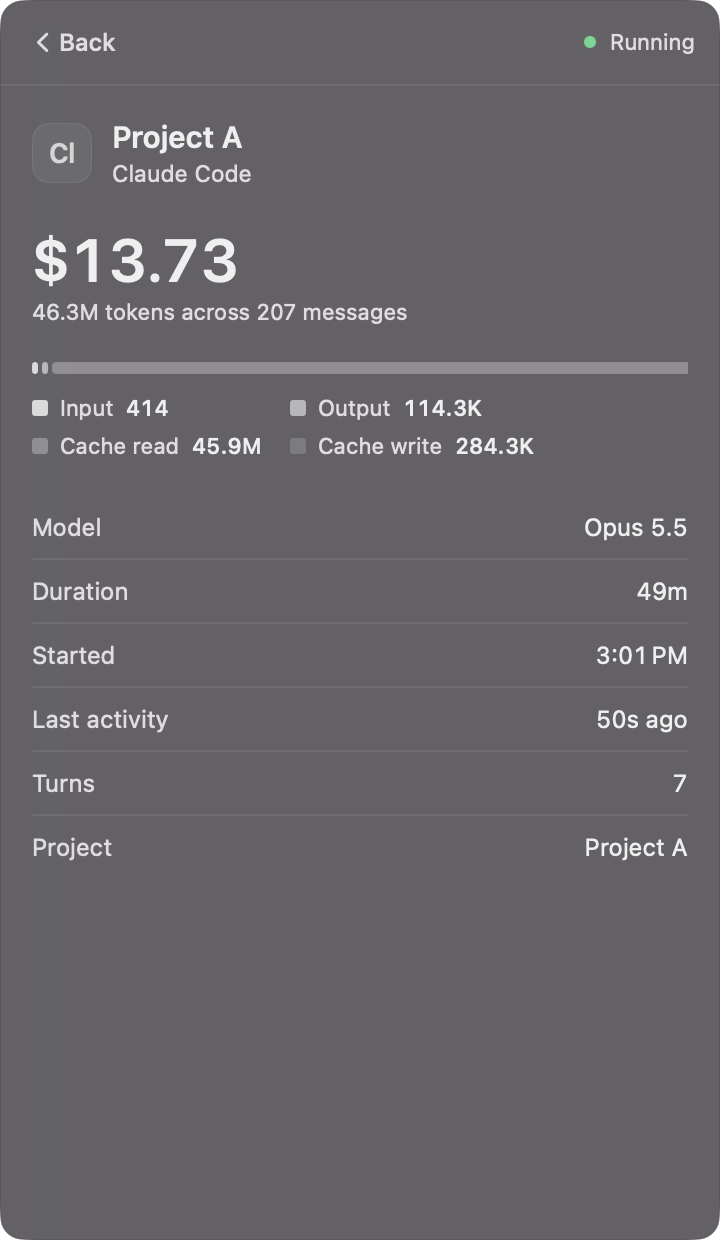 Back
Running
Cl
Project A
Claude Code
$13.73
46.3M tokens across 207 messages
Input 414 Output 114.3K
Cache read 45.9M Cache write 284.3K
Model Opus 5.5
Duration 49m
Started 3:01 PM
Last activity 50s ago
Turns 7
Project Project A